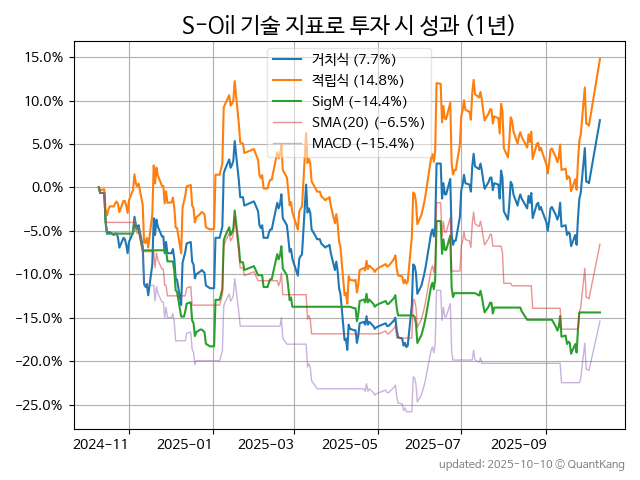 S-Oil 기술 지표로 투자 시 성과 (1년)
거치식 (7.7%)
적립식 (14.8%)
SigM (−14.4%)
SMA(20) (−6.5%)
MACD (−15.4%)
15.0%
10.0%
5.0%
0.0%
−5.0%
−10.0%
−15.0%
−20.0%
−25.0%
2024-11 2025-01 2025-03 2025-05 2025-07 2025-09
updated: 2025-10-10 © QuantKang